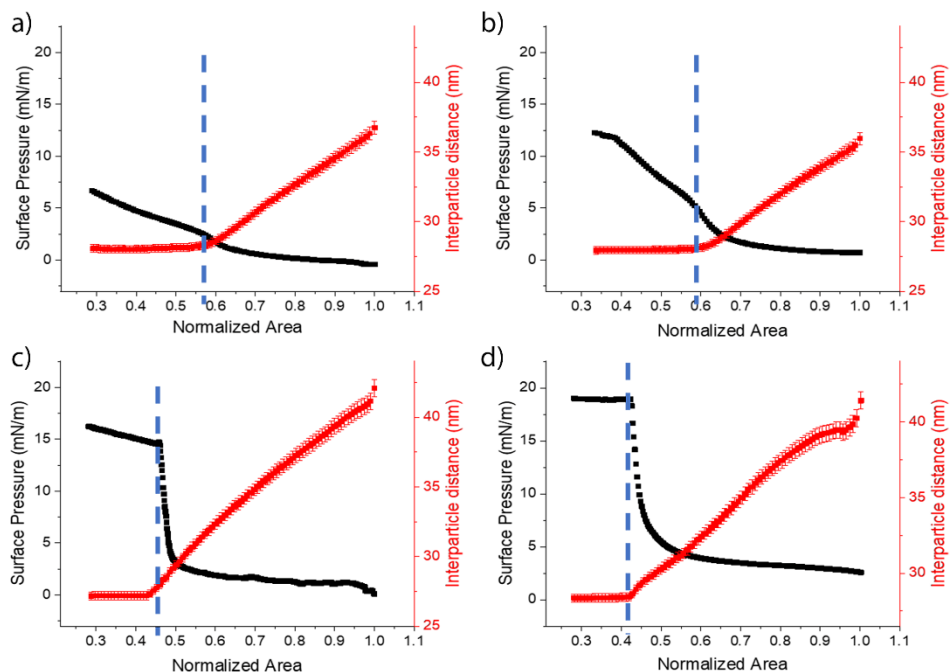 a)
Surface Pressure (mN/m)
20
15
10
5
0
0.3 0.4 0.5 0.6 0.7 0.8 0.9 1.0 1.1
Normalized Area
40
35
30
25
Interparticle distance (nm)
b)
Surface Pressure (mN/m)
20
15
10
5
0
0.3 0.4 0.5 0.6 0.7 0.8 0.9 1.0 1.1
Normalized Area
40
35
30
25
Interparticle distance (nm)
c)
Surface Pressure (mN/m)
20
15
10
5
0
0.3 0.4 0.5 0.6 0.7 0.8 0.9 1.0 1.1
Normalized Area
40
35
30
25
Interparticle distance (nm)
d)
Surface Pressure (mN/m)
20
15
10
5
0
0.3 0.4 0.5 0.6 0.7 0.8 0.9 1.0 1.1
Normalized Area
40
35
30
Interparticle distance (nm)